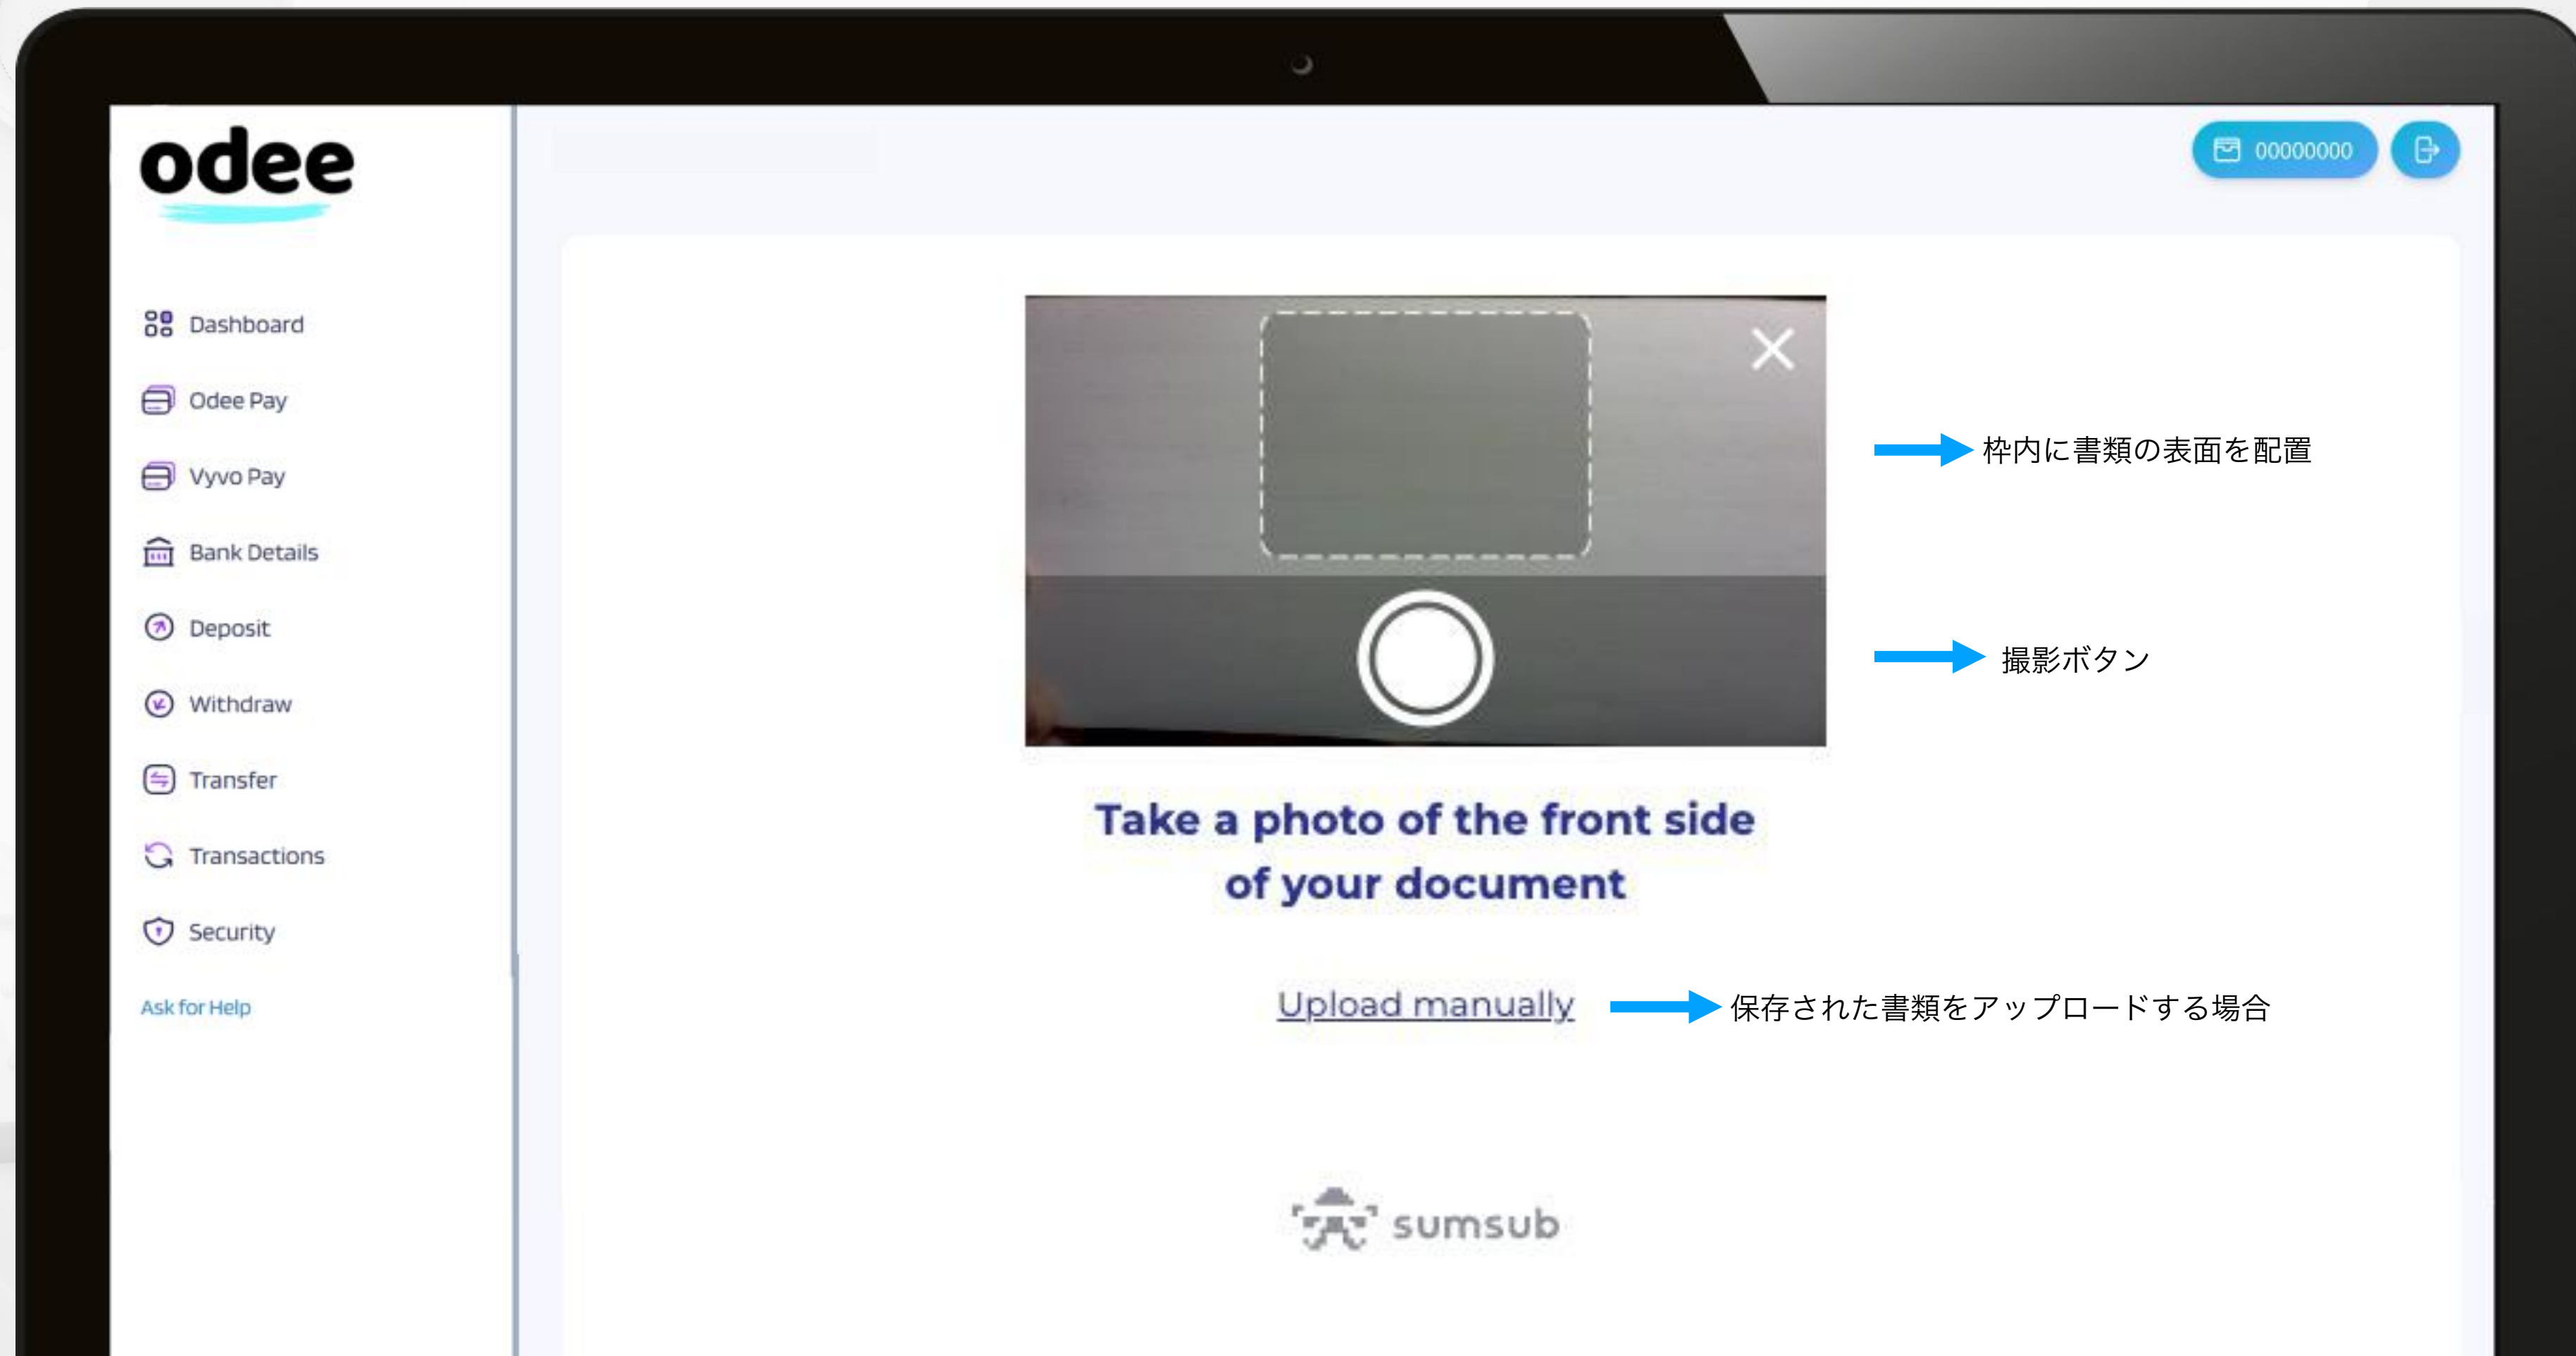 odee
00000000
Dashboard
Odee Pay
Vyvo Pay
Bank Details
Deposit
Withdraw
Transfer
Transactions
Security
Ask for Help
枠内に書類の表面を配置
撮影ボタン
Take a photo of the front side
of your document
Upload manually
保存された書類をアップロードする場合
sumsub